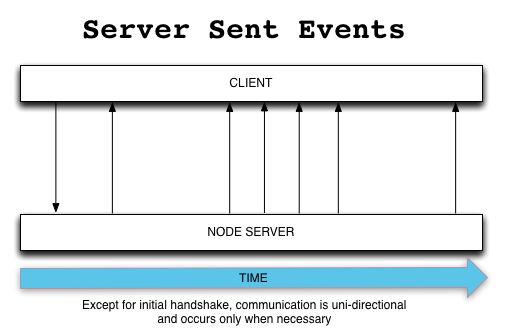 Server Sent Events
CLIENT
NODE SERVER
TIME
Except for initial handshake, communication is uni-directional
and occurs only when necessary